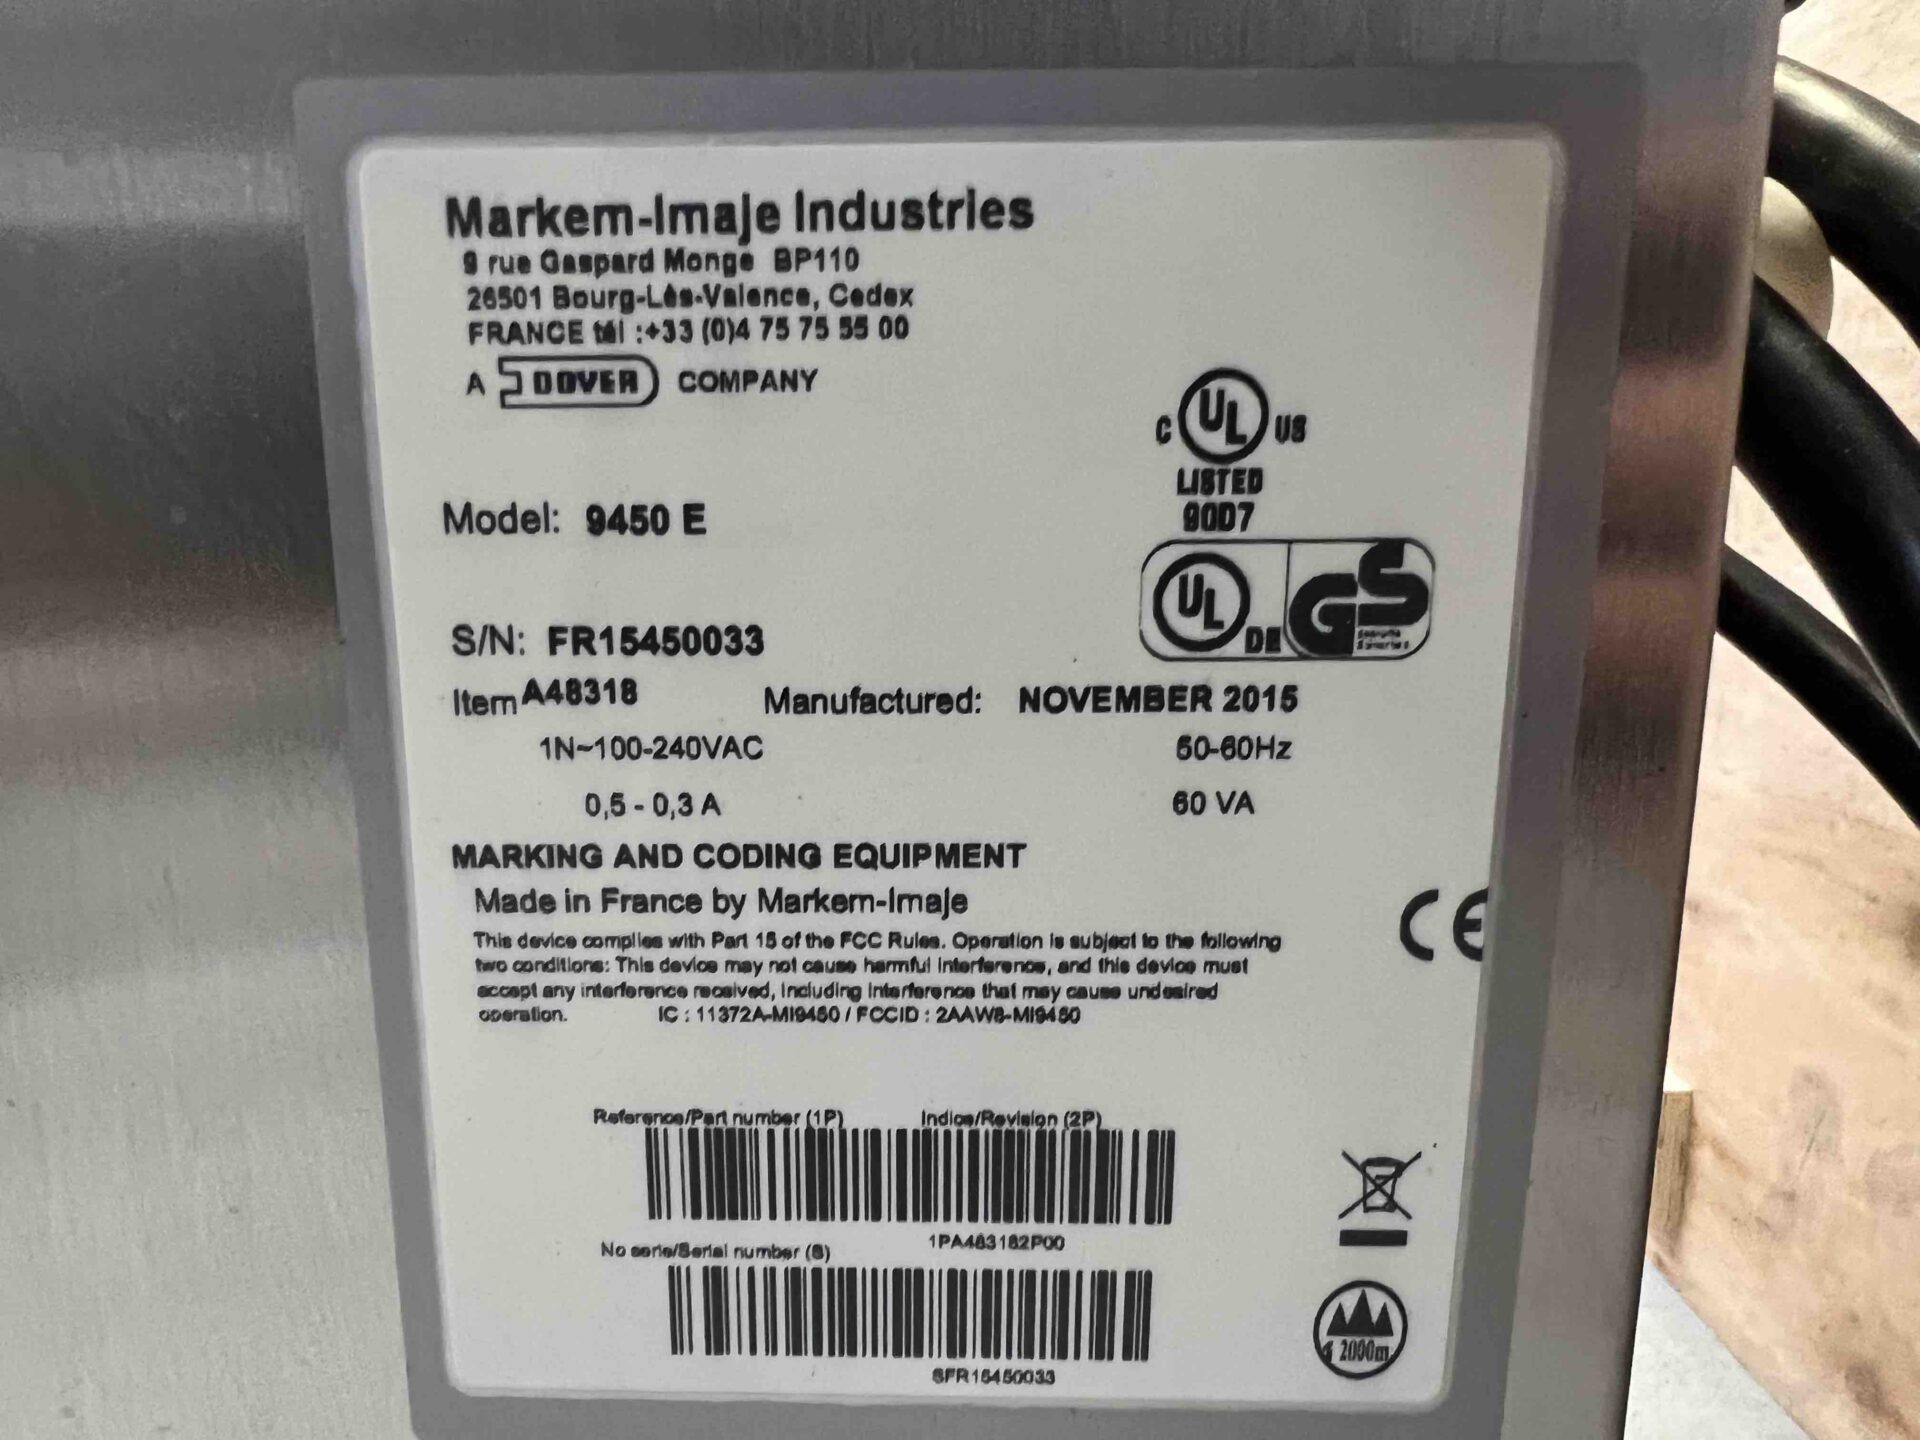 Markem-Imaje Industries
9 rue Gaspard Monge BP110
26501 Bourg-Lès-Valence, Cedex
FRANCE tél :+33 (0)4 75 75 55 00
A DOVER COMPANY
C UL US
LISTED
90D7
Model: 9450 E
UL DE GS
S/N: FR15450033
Item A48318 Manufactured: NOVEMBER 2015
1N~100-240VAC 50-60Hz
0,5 - 0,3 A 60 VA
MARKING AND CODING EQUIPMENT
Made in France by Markem-Imaje
CE
This device complies with Part 15 of the FCC Rules. Operation is subject to the following
two conditions: This device may not cause harmful interference, and this device must
accept any interference received, including interference that may cause undesired
operation. IC : 11372A-MI9450 / FCCID : 2AAW8-MI9450
Reference/Part number (1P) Indice/Revision (2P)
1PA483182P00
No serie/Serial number (S)
SFR15450033
2000m